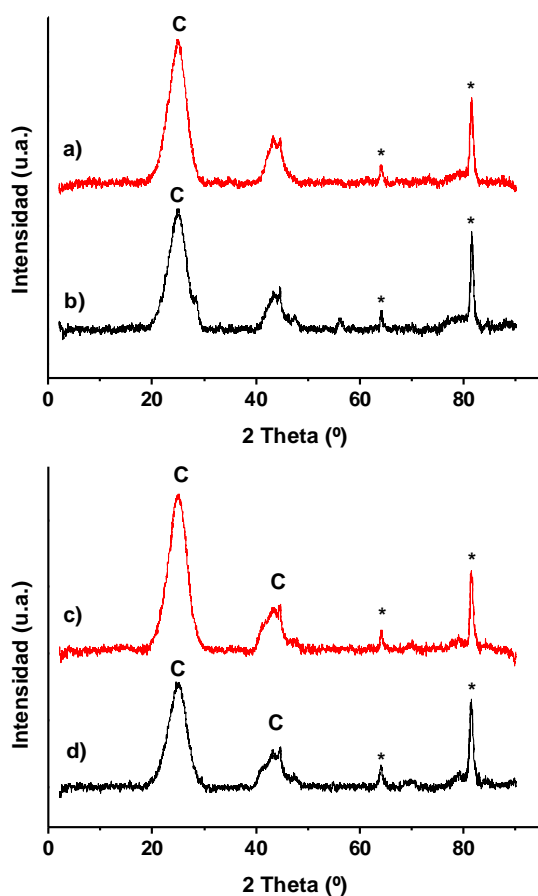 C
*
a)
*
C
*
b)
*
Intensidad (u.a.)
0 20 40 60 80
2 Theta (º)
C
C
*
c)
*
C
C
*
d)
*
Intensidad (u.a.)
0 20 40 60 80
2 Theta (º)